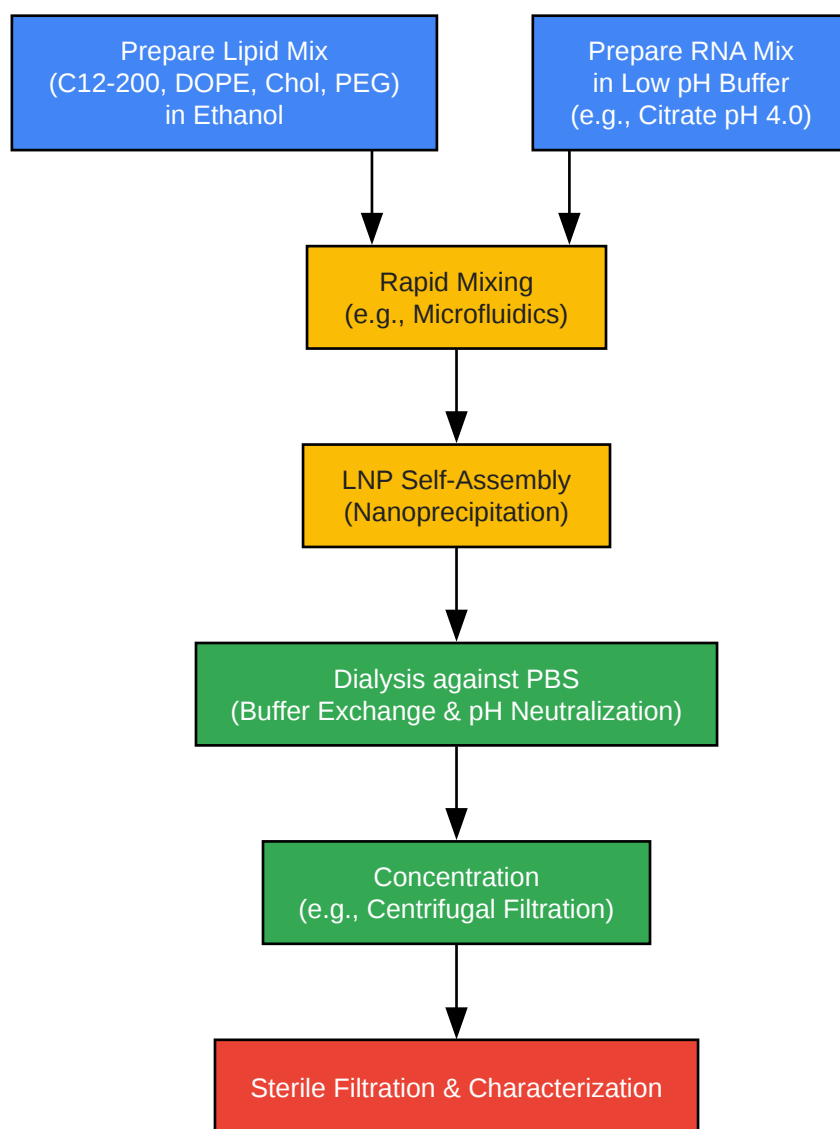 Prepare Lipid Mix
(C12-200, DOPE, Chol, PEG)
in Ethanol
Prepare RNA Mix
in Low pH Buffer
(e.g., Citrate pH 4.0)
Rapid Mixing
(e.g., Microfluidics)
LNP Self-Assembly
(Nanoprecipitation)
Dialysis against PBS
(Buffer Exchange & pH Neutralization)
Concentration
(e.g., Centrifugal Filtration)
Sterile Filtration & Characterization